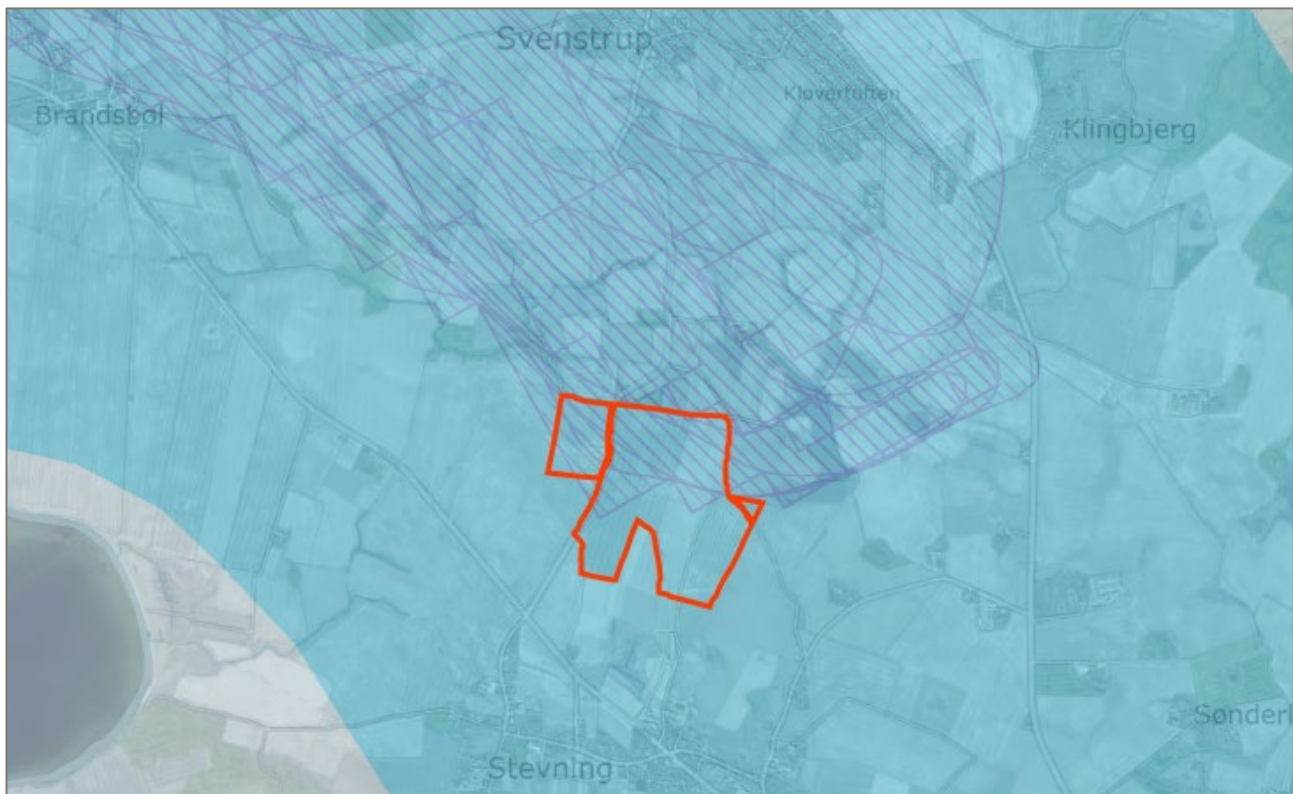 Svenstrup
Kløvertoften
Brandsbøl
Klingbjerg
Sønderl
Stevning